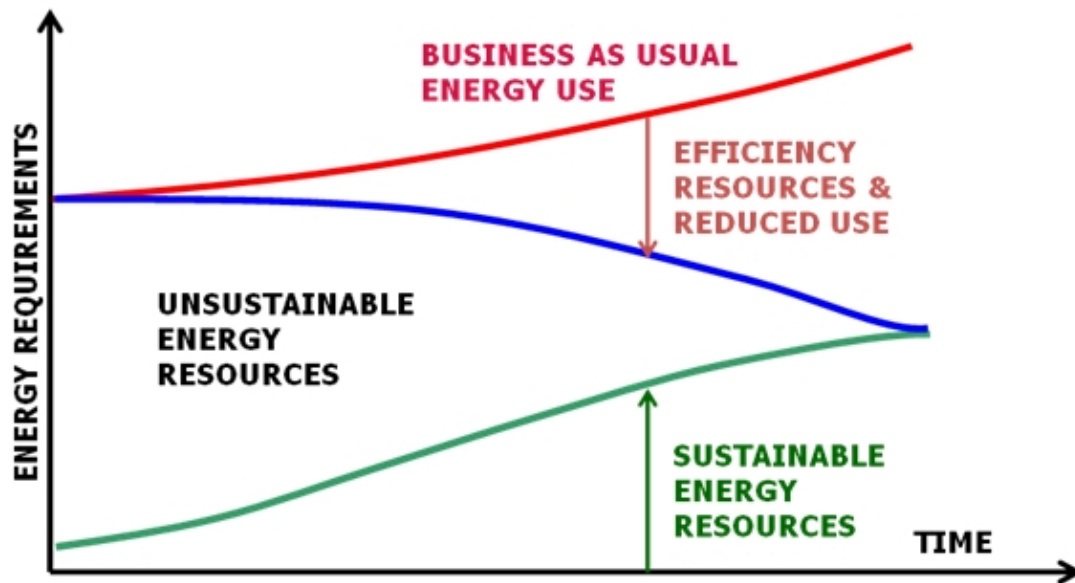 BUSINESS AS USUAL
ENERGY USE
EFFICIENCY
RESOURCES &
REDUCED USE
ENERGY REQUIREMENTS
UNSUSTAINABLE
ENERGY
RESOURCES
SUSTAINABLE
ENERGY
RESOURCES
TIME